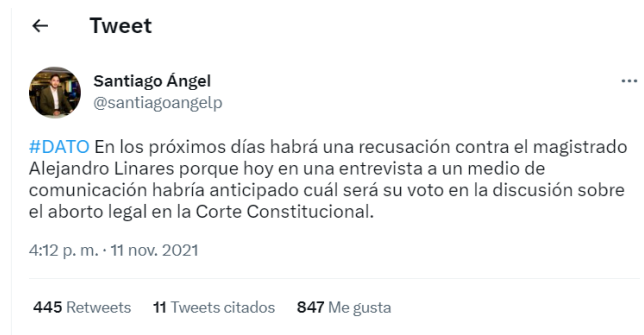 ← Tweet
Santiago Ángel
@santiagoangelp
#DATO En los próximos días habrá una recusación contra el magistrado
Alejandro Linares porque hoy en una entrevista a un medio de
comunicación habría anticipado cuál será su voto en la discusión sobre
el aborto legal en la Corte Constitucional.
4:12 p. m. · 11 nov. 2021
445 Retweets 11 Tweets citados 847 Me gusta